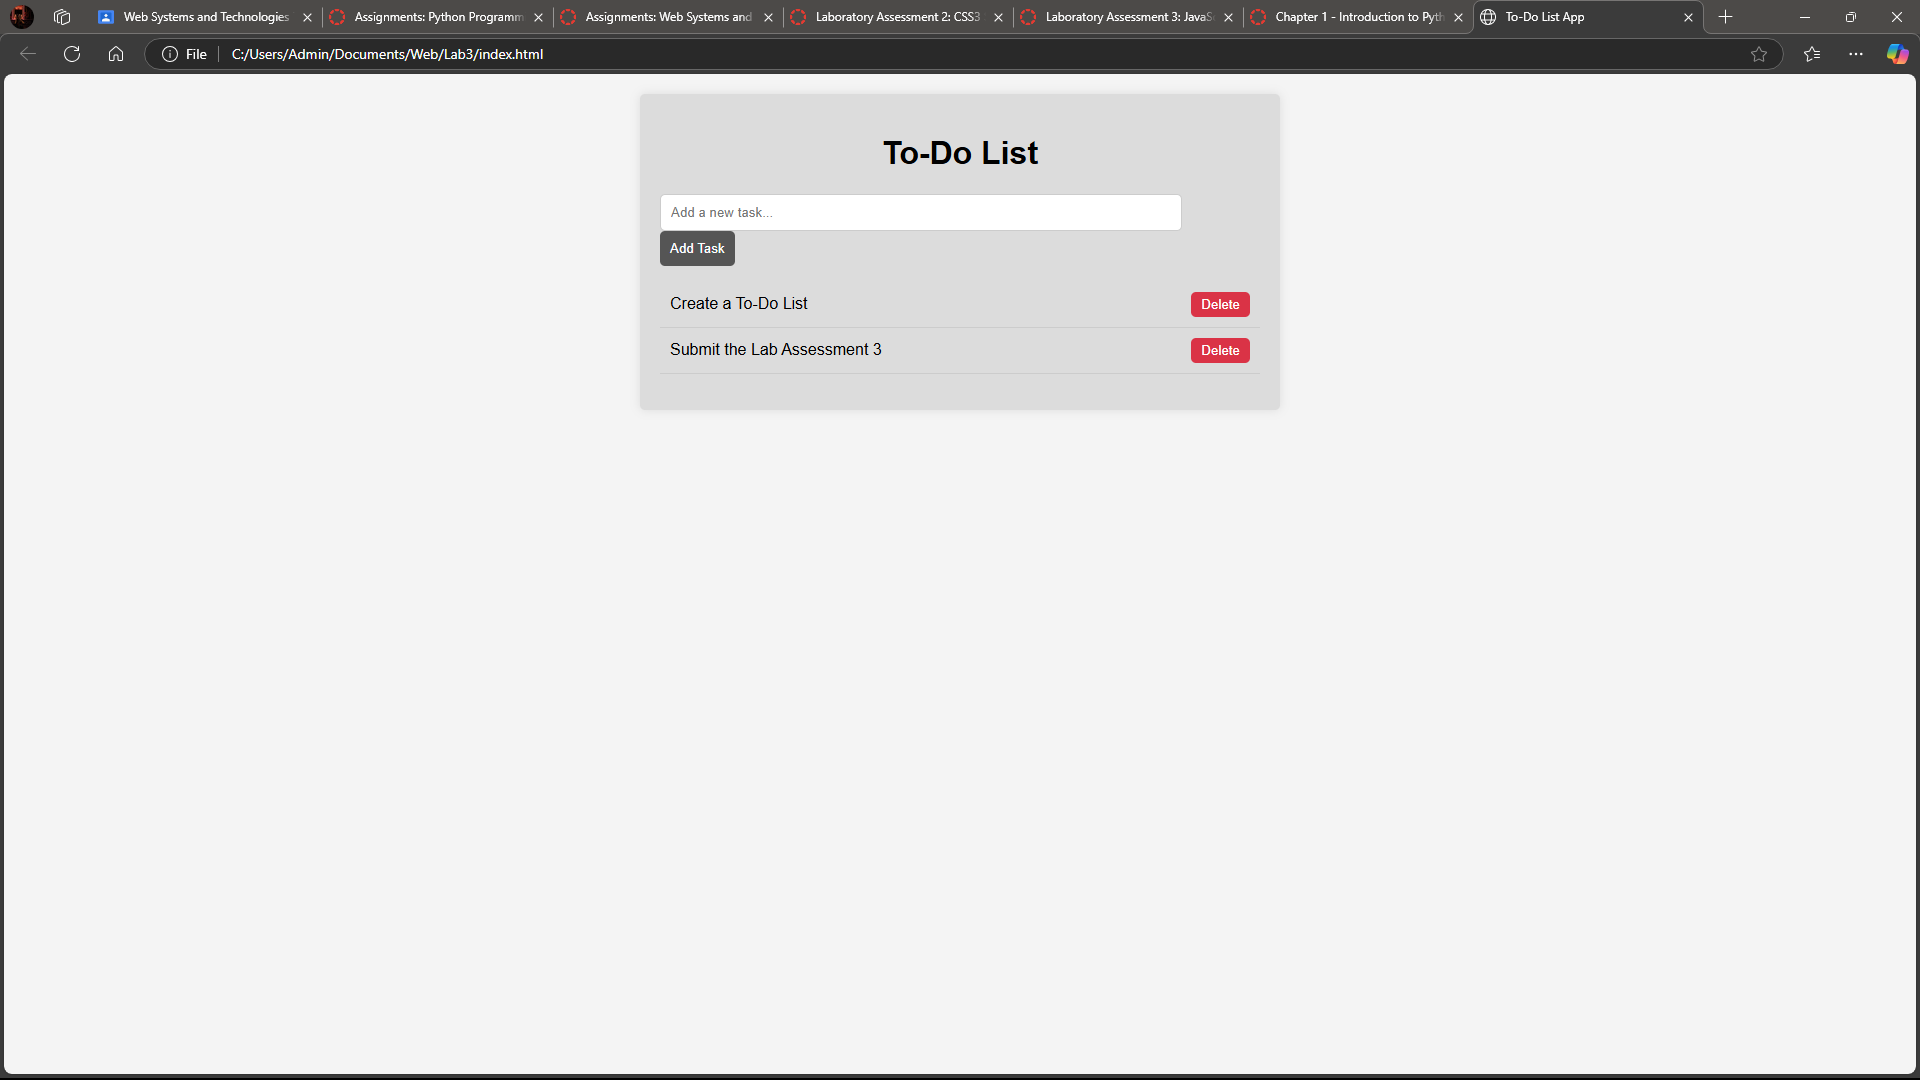 Web Systems and Technologies
Assignments: Python Programm
Assignments: Web Systems and
Laboratory Assessment 2: CSS3
Laboratory Assessment 3: JavaS
Chapter 1 - Introduction to Pyth
To-Do List App
File
C:/Users/Admin/Documents/Web/Lab3/index.html
To-Do List
Add a new task...
Add Task
Create a To-Do List
Delete
Submit the Lab Assessment 3
Delete